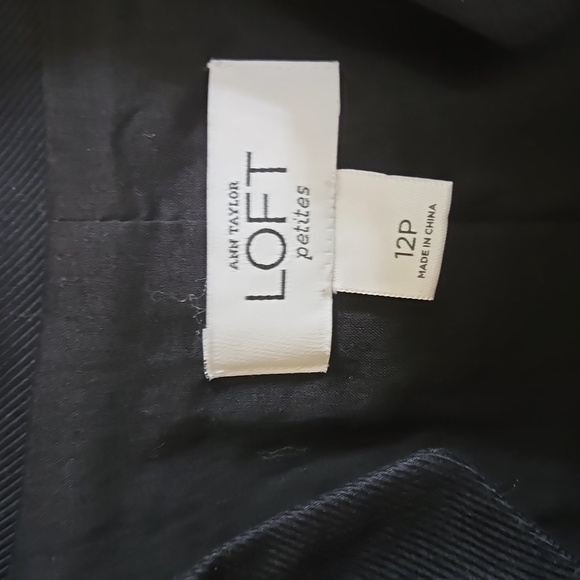 ANN TAYLOR
LOFT
petites
12P
MADE IN CHINA